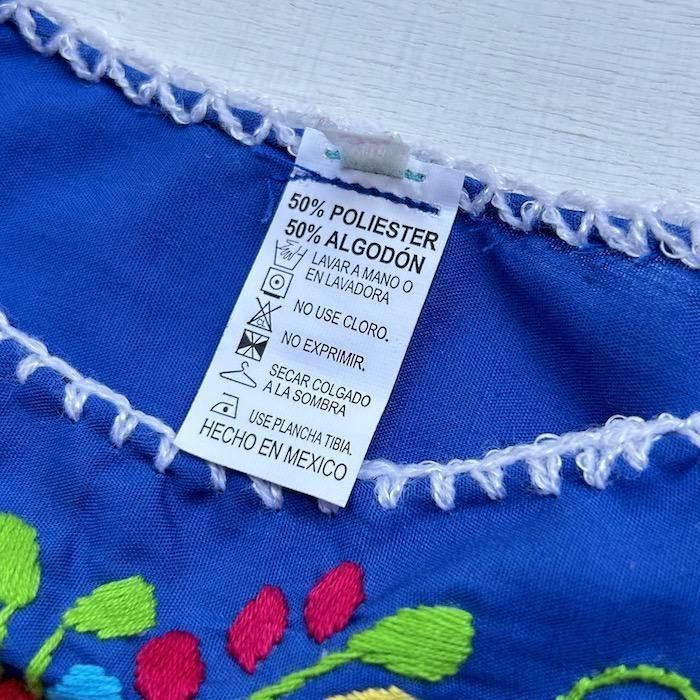 50% POLIESTER
50% ALGODÓN
LAVAR A MANO O
EN LAVADORA
NO USE CLORO.
NO EXPRIMIR.
SECAR COLGADO
A LA SOMBRA
USE PLANCHA TIBIA.
HECHO EN MEXICO